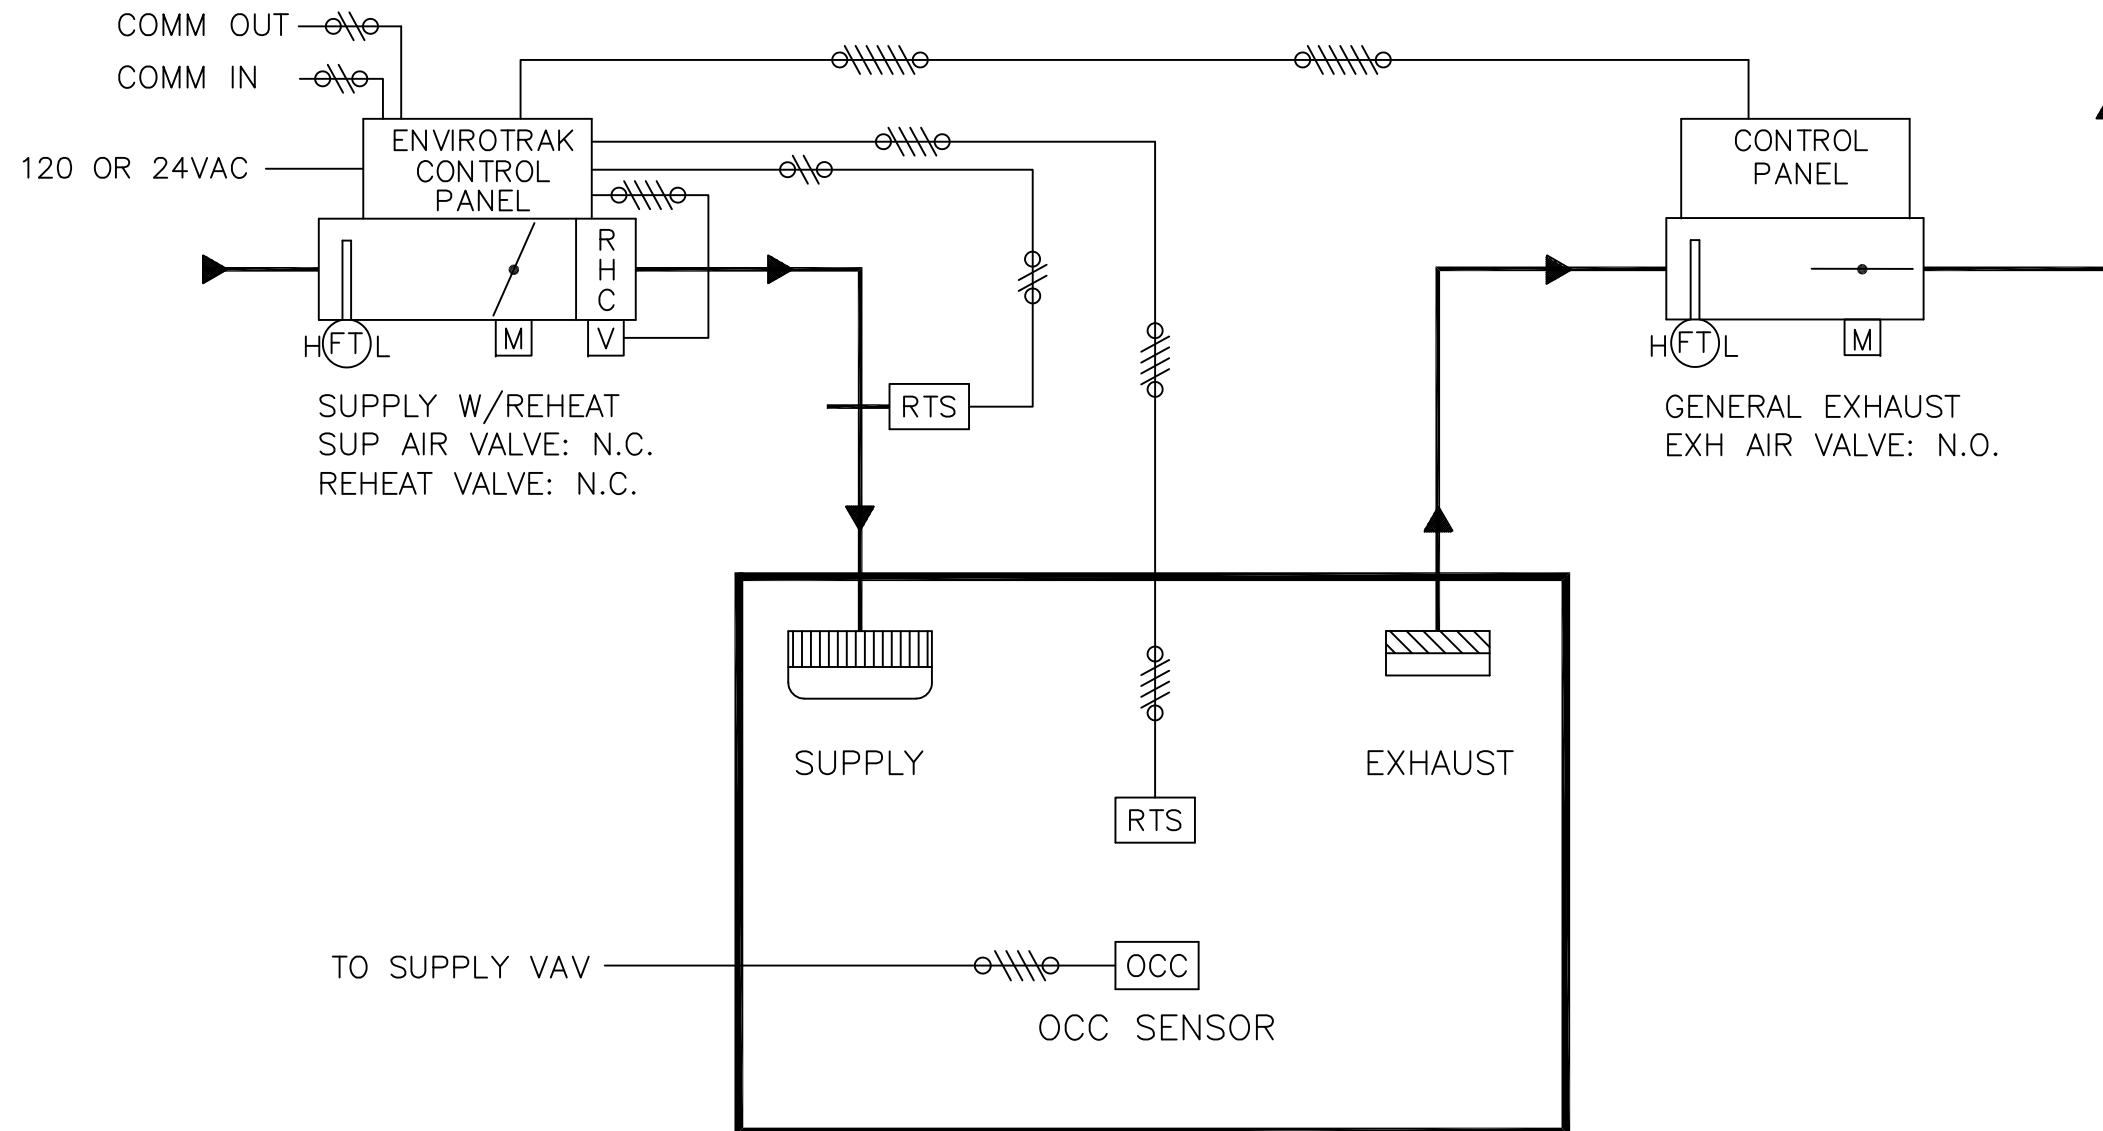 COMM OUT
COMM IN
120 OR 24VAC
ENVIROTRAK
CONTROL
PANEL
R
H
C
H FT L
M
V
SUPPLY W/REHEAT
SUP AIR VALVE: N.C.
REHEAT VALVE: N.C.
RTS
CONTROL
PANEL
H FT L
M
GENERAL EXHAUST
EXH AIR VALVE: N.O.
SUPPLY
EXHAUST
RTS
TO SUPPLY VAV
OCC
OCC SENSOR